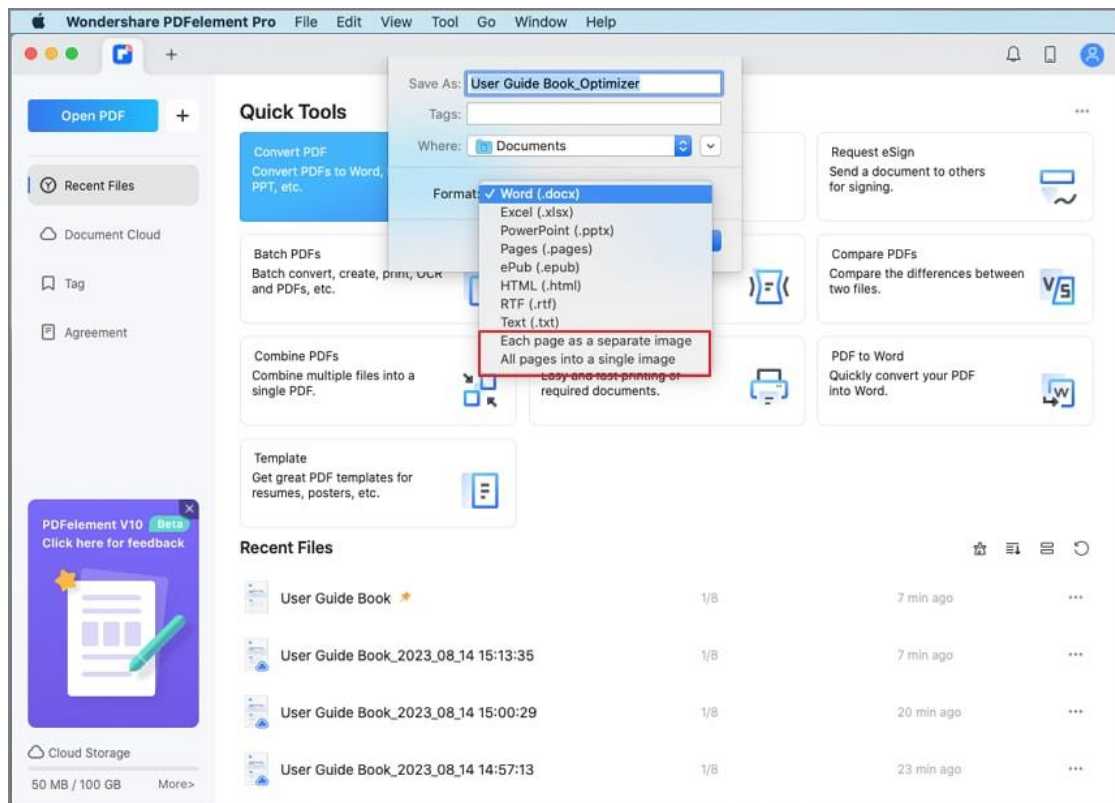 Wondershare PDFelement Pro File Edit View Tool Go Window Help
Save As: User Guide Book_Optimizer
Tags:
Where: Documents
Format: ✓ Word (.docx)
Excel (.xlsx)
PowerPoint (.pptx)
Pages (.pages)
ePub (.epub)
HTML (.html)
RTF (.rtf)
Text (.txt)
Each page as a separate image
All pages into a single image
Open PDF +
Recent Files
Document Cloud
Tag
Agreement
Quick Tools
Convert PDF
Convert PDFs to Word,
PPT, etc.
Request eSign
Send a document to others
for signing.
Batch PDFs
Batch convert, create, print, OCR
and PDFs, etc.
Compare PDFs
Compare the differences between
two files.
Combine PDFs
Combine multiple files into a
single PDF.
Easy and fast printing of
required documents.
PDF to Word
Quickly convert your PDF
into Word.
Template
Get great PDF templates for
resumes, posters, etc.
PDFelement V10 Beta
Click here for feedback
Cloud Storage
50 MB / 100 GB More>
Recent Files
User Guide Book 1/8 7 min ago
User Guide Book_2023_08_14 15:13:35 1/8 7 min ago
User Guide Book_2023_08_14 15:00:29 1/8 20 min ago
User Guide Book_2023_08_14 14:57:13 1/8 23 min ago